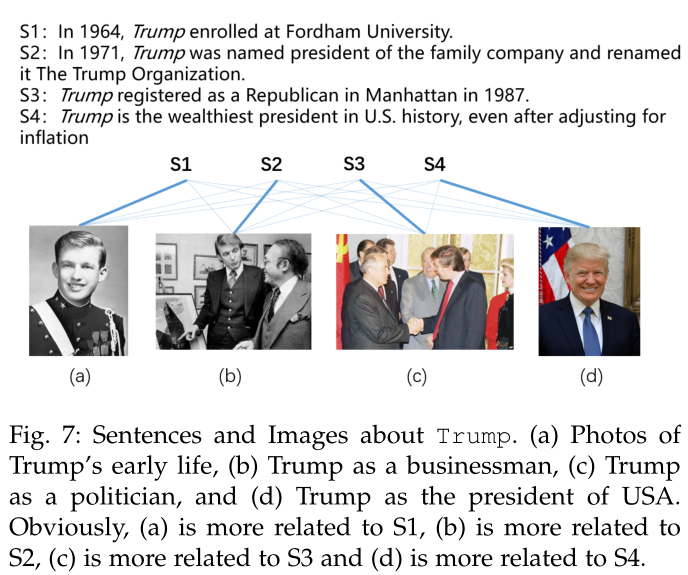 S1: In 1964, Trump enrolled at Fordham University.
S2: In 1971, Trump was named president of the family company and renamed
it The Trump Organization.
S3: Trump registered as a Republican in Manhattan in 1987.
S4: Trump is the wealthiest president in U.S. history, even after adjusting for
inflation
S1 S2 S3 S4
(a) (b) (c) (d)
Fig. 7: Sentences and Images about Trump. (a) Photos of
Trump's early life, (b) Trump as a businessman, (c) Trump
as a politician, and (d) Trump as the president of USA.
Obviously, (a) is more related to S1, (b) is more related to
S2, (c) is more related to S3 and (d) is more related to S4.